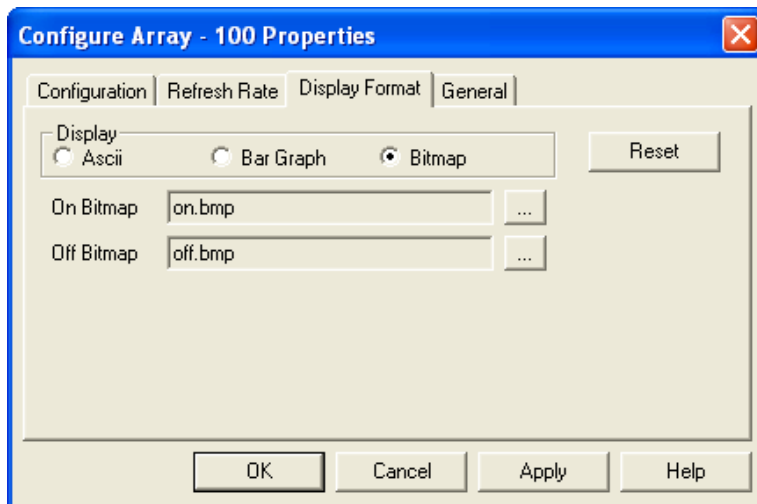 Configure Array - 100 Properties
Configuration Refresh Rate Display Format General
Display
Ascii Bar Graph Bitmap Reset
On Bitmap on.bmp ...
Off Bitmap off.bmp ...
OK Cancel Apply Help